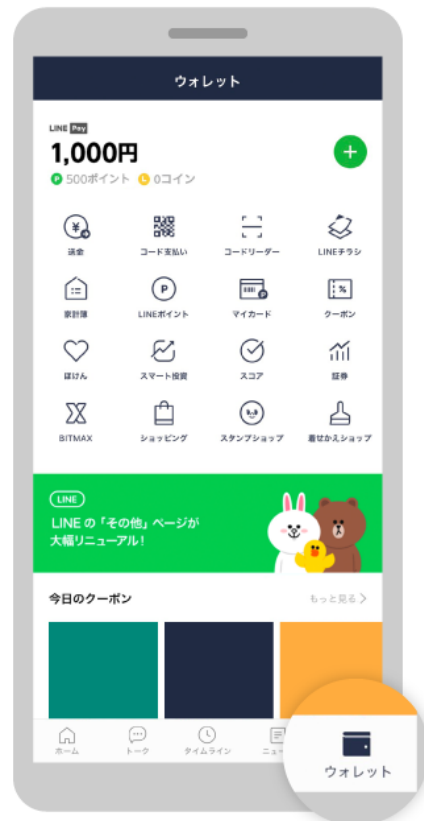 ウォレット
LINE Pay
1,000円
P 500ポイント L 0コイン
送金 コード支払い コードリーダー LINEチラシ
家計簿 LINEポイント マイカード クーポン
ほけん スマート投資 スコア 証券
BITMAX ショッピング スタンプショップ 着せかえショップ
LINE
LINE の「その他」ページが
大幅リニューアル!
今日のクーポン もっと見る >
ホーム トーク タイムライン ニュ
ウォレット